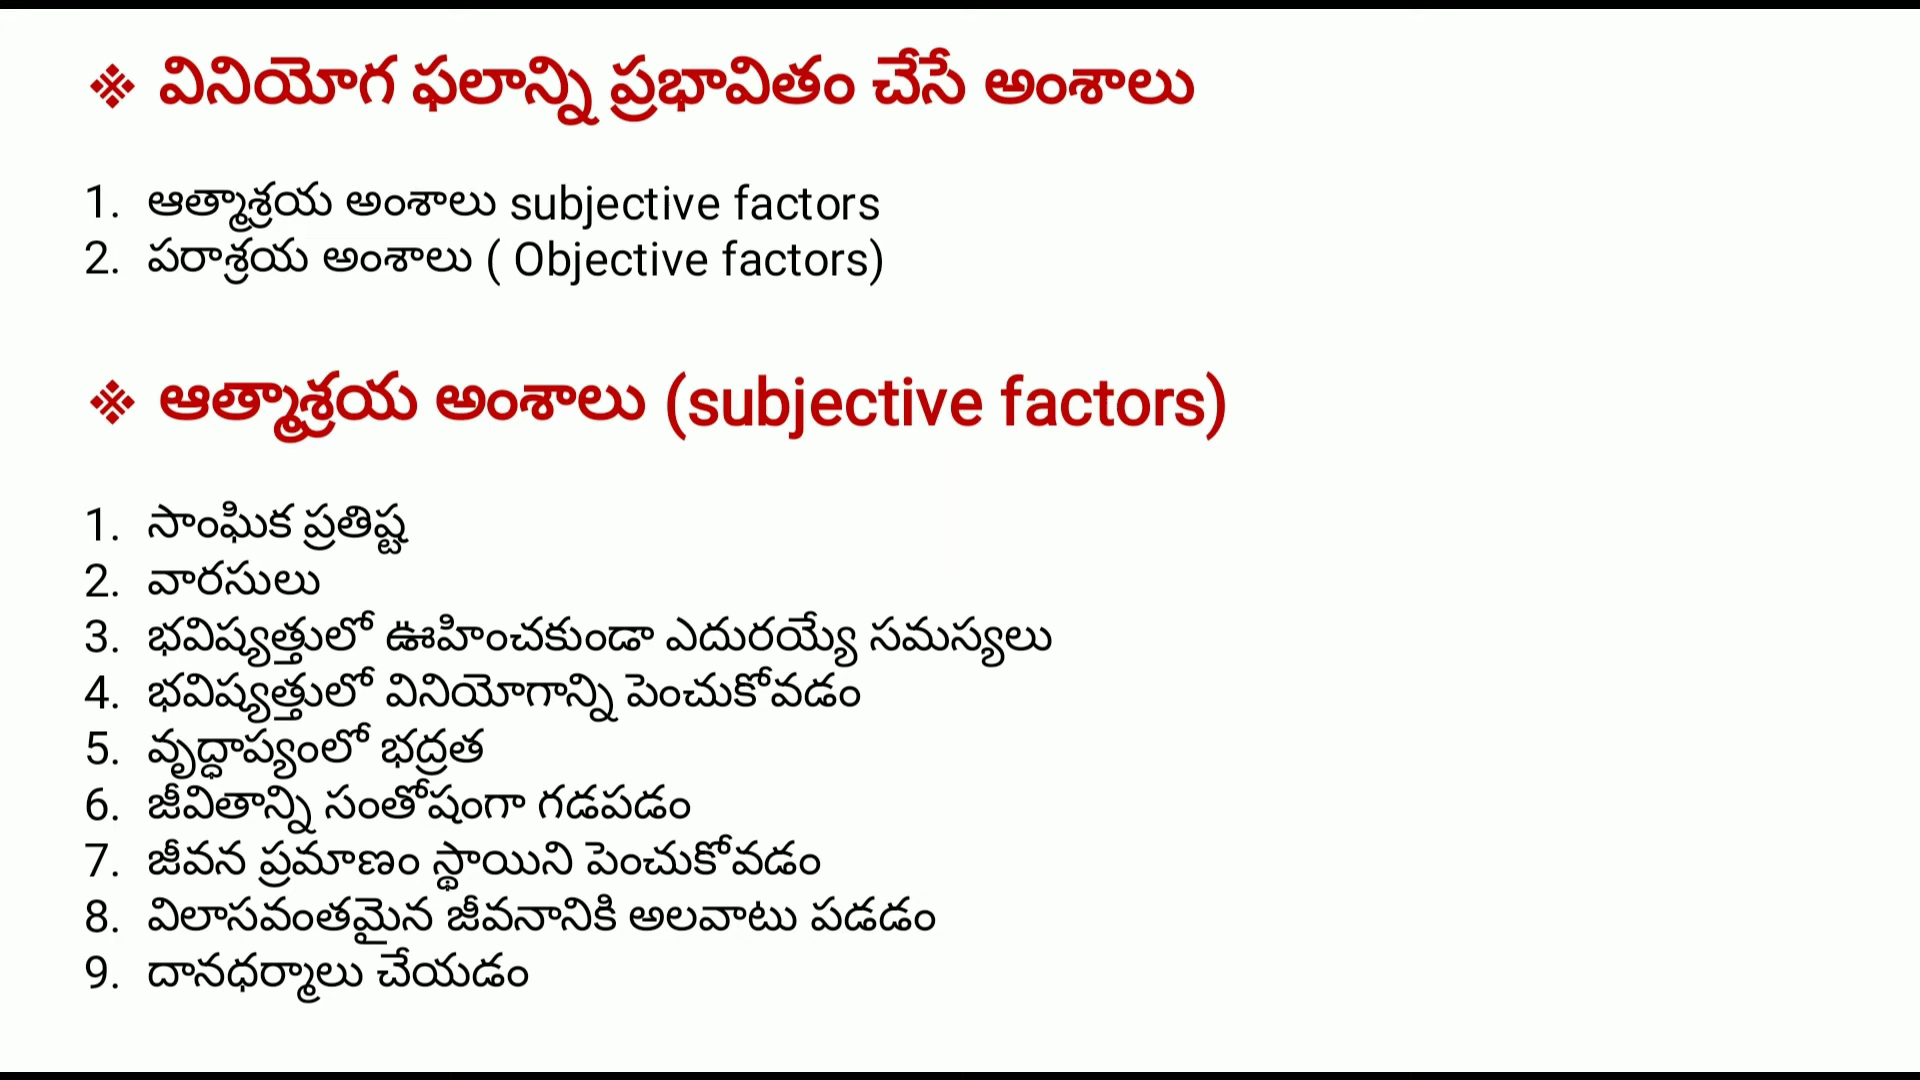 ❖ వినియోగ ఫలాన్ని ప్రభావితం చేసే అంశాలు
1. ఆత్మాశ్రయ అంశాలు subjective factors
2. పరాశ్రయ అంశాలు ( Objective factors)
❖ ఆత్మాశ్రయ అంశాలు (subjective factors)
1. సాంఘిక ప్రతిష్ట
2. వారసులు
3. భవిష్యత్తులో ఊహించకుండా ఎదురయ్యే సమస్యలు
4. భవిష్యత్తులో వినియోగాన్ని పెంచుకోవడం
5. వృద్ధాప్యంలో భద్రత
6. జీవితాన్ని సంతోషంగా గడపడం
7. జీవన ప్రమాణం స్థాయిని పెంచుకోవడం
8. విలాసవంతమైన జీవనానికి అలవాటు పడడం
9. దానధర్మాలు చేయడం